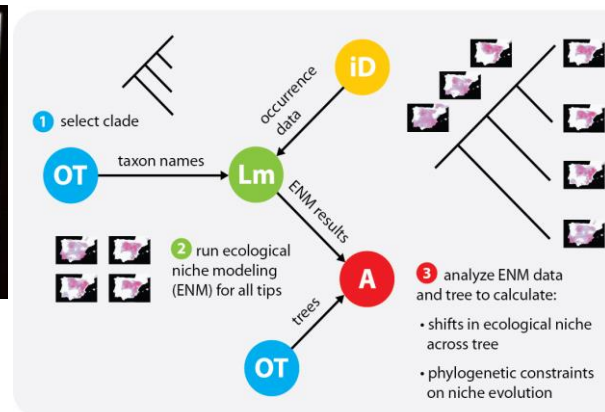 iD
occurrence
data
1 select clade
OT
taxon names
Lm
ENM results
2 run ecological
niche modeling
(ENM) for all tips
A
trees
OT
3 analyze ENM data
and tree to calculate:
• shifts in ecological niche
across tree
• phylogenetic constraints
on niche evolution